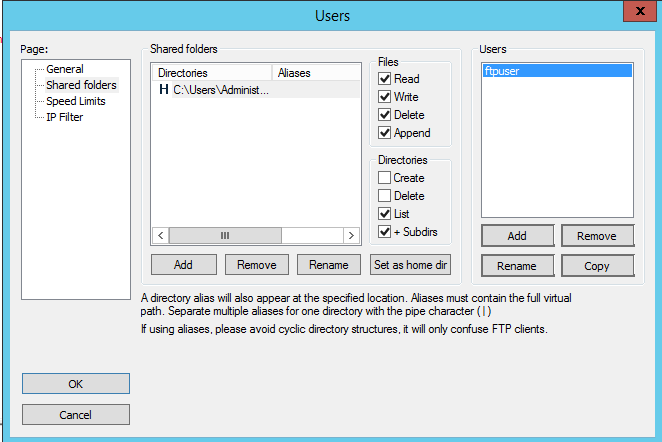 Users
x
Page:
General
Shared folders
Speed Limits
IP Filter
Shared folders
Directories Aliases
H C:\Users\Administ...
Files
Read
Write
Delete
Append
Directories
Create
Delete
List
+ Subdirs
Add Remove Rename Set as home dir
Users
ftpuser
Add Remove
Rename Copy
A directory alias will also appear at the specified location. Aliases must contain the full virtual
path. Separate multiple aliases for one directory with the pipe character (|)
If using aliases, please avoid cyclic directory structures, it will only confuse FTP clients.
OK
Cancel